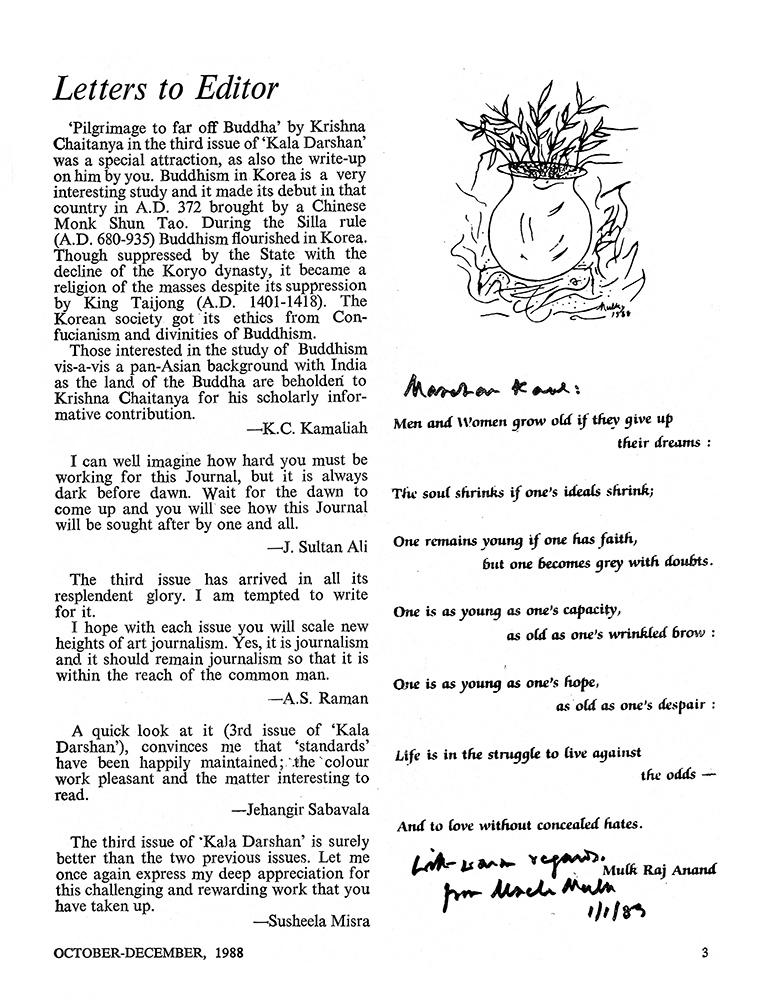 Letters to Editor
‘Pilgrimage to far off Buddha’ by Krishna
Chaitanya in the third issue of ‘Kala Darshan’
was a special attraction, as also the write-up
on him by you. Buddhism in Korea is a very
interesting study and it made its debut in that
country in A.D. 372 brought by a Chinese
Monk Shun Tao. During the Silla rule
(A.D. 680-935) Buddhism flourished in Korea.
Though suppressed by the State with the
decline of the Koryo dynasty, it became a
religion of the masses despite its suppression
by King Taijong (A.D. 1401-1418). The
Korean society got its ethics from Con-
fucianism and divinities of Buddhism.
Those interested in the study of Buddhism
vis-a-vis a pan-Asian background with India
as the land of the Buddha are beholden to
Krishna Chaitanya for his scholarly infor-
mative contribution.
—K.C. Kamaliah
I can well imagine how hard you must be
working for this Journal, but it is always
dark before dawn. Wait for the dawn to
come up and you will see how this Journal
will be sought after by one and all.
—J. Sultan Ali
The third issue has arrived in all its
resplendent glory. I am tempted to write
for it.
I hope with each issue you will scale new
heights of art journalism. Yes, it is journalism
and it should remain journalism so that it is
within the reach of the common man.
—A.S. Raman
A quick look at it (3rd issue of ‘Kala
Darshan’), convinces me that ‘standards’
have been happily maintained; the colour
work pleasant and the matter interesting to
read.
—Jehangir Sabavala
The third issue of ‘Kala Darshan’ is surely
better than the two previous issues. Let me
once again express my deep appreciation for
this challenging and rewarding work that you
have taken up.
—Susheela Misra
Mulk
1988
Men and Women grow old if they give up
their dreams :
The soul shrinks if one's ideals shrink;
One remains young if one has faith,
but one becomes grey with doubts.
One is as young as one's capacity,
as old as one's wrinkled brow :
One is as young as one's hope,
as old as one's despair :
Life is in the struggle to live against
the odds —
And to love without concealed hates.
With warm regards.
Mulk Raj Anand
from Uncle Mulk
1/1/89
OCTOBER-DECEMBER, 1988
3